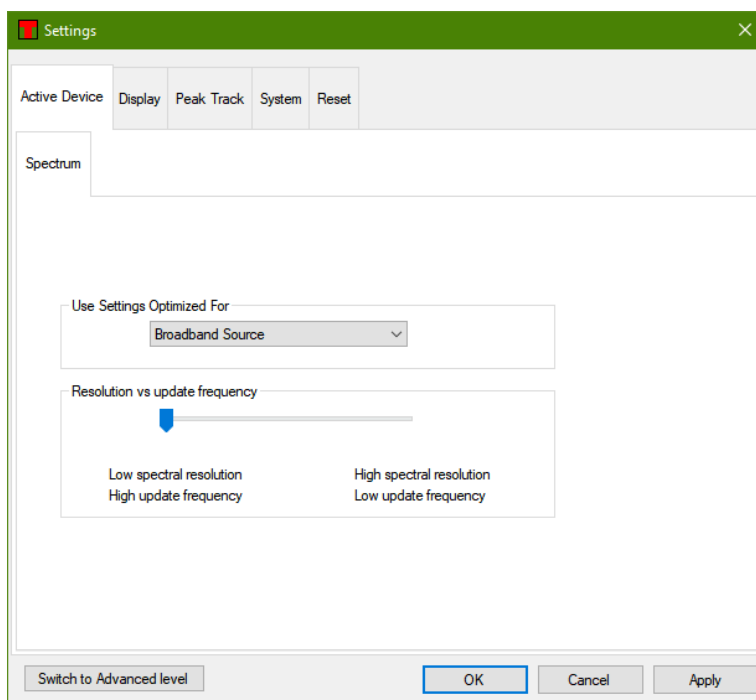 Settings
Active Device Display Peak Track System Reset
Spectrum
Use Settings Optimized For
Broadband Source
Resolution vs update frequency
Low spectral resolution High spectral resolution
High update frequency Low update frequency
Switch to Advanced level OK Cancel Apply